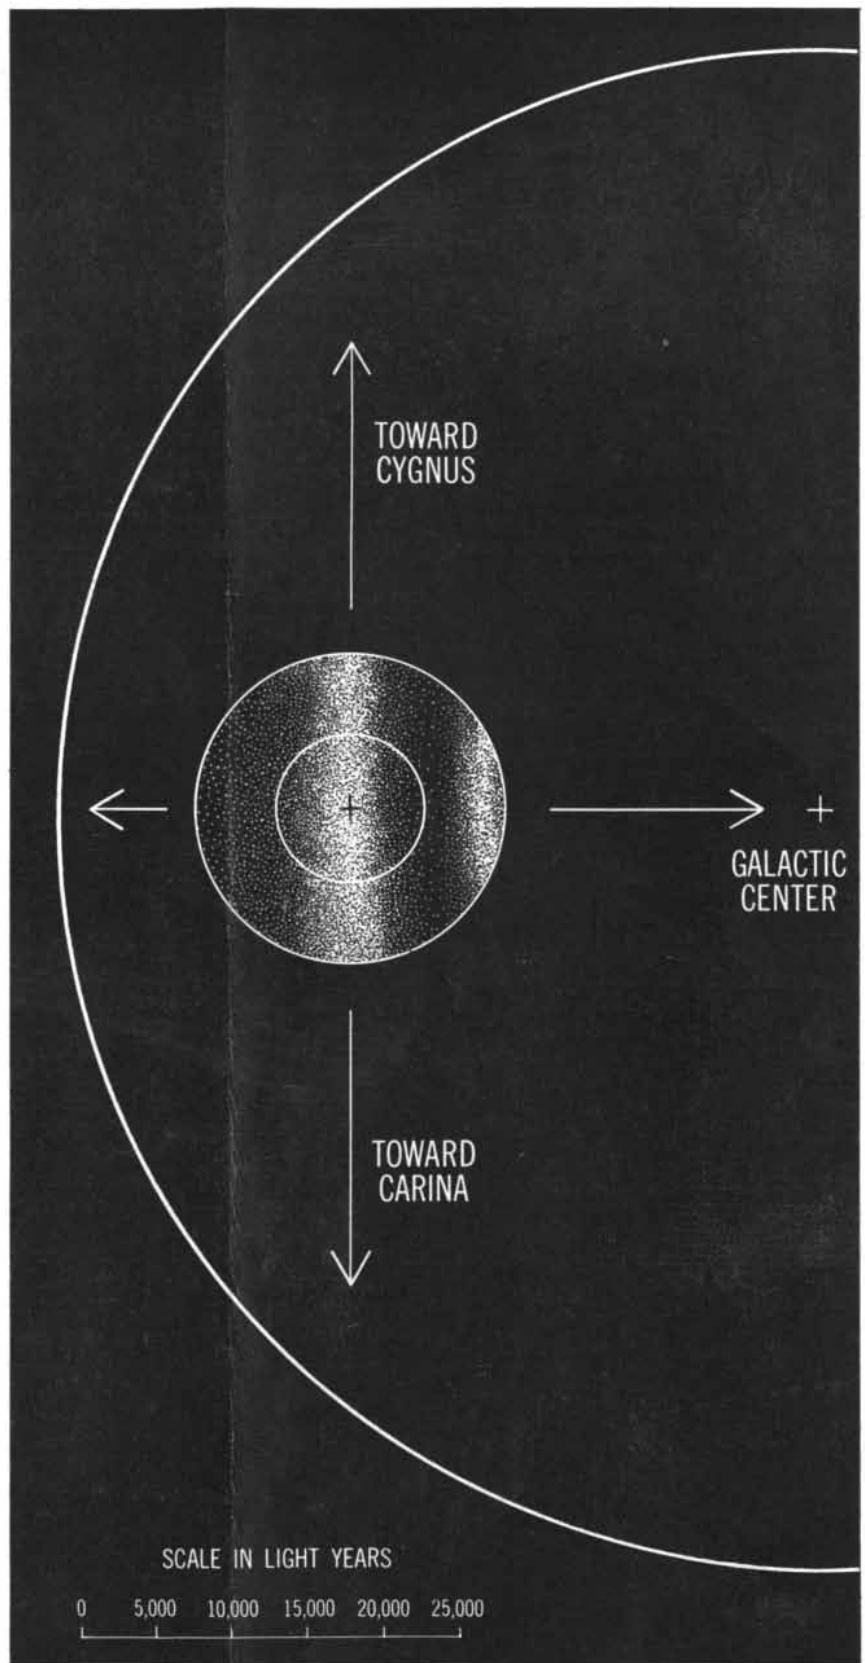 TOWARD
CYGNUS
GALACTIC
CENTER
TOWARD
CARINA
SCALE IN LIGHT YEARS
0 5,000 10,000 15,000 20,000 25,000